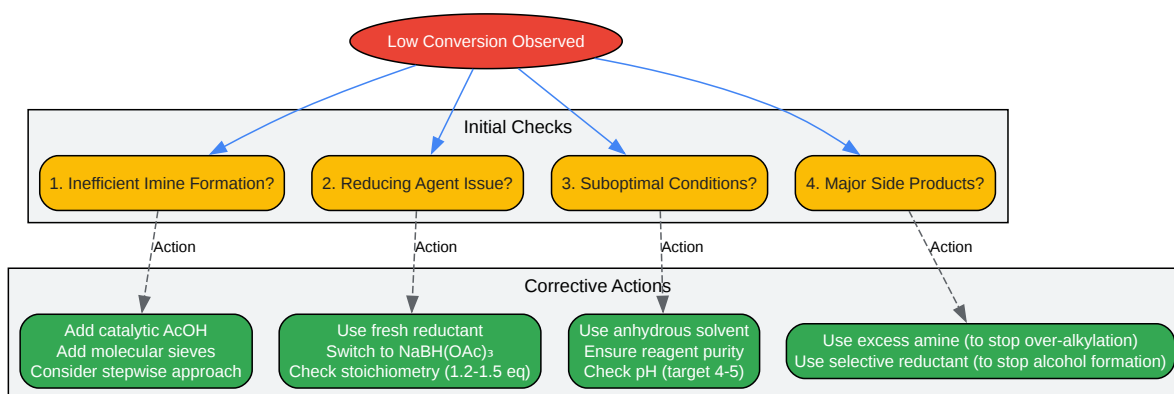 Low Conversion Observed
Initial Checks
1. Inefficient Imine Formation?
2. Reducing Agent Issue?
3. Suboptimal Conditions?
4. Major Side Products?
Action
Action
Action
Action
Corrective Actions
Add catalytic AcOH
Add molecular sieves
Consider stepwise approach
Use fresh reductant
Switch to NaBH(OAc)₃
Check stoichiometry (1.2-1.5 eq)
Use anhydrous solvent
Ensure reagent purity
Check pH (target 4-5)
Use excess amine (to stop over-alkylation)
Use selective reductant (to stop alcohol formation)